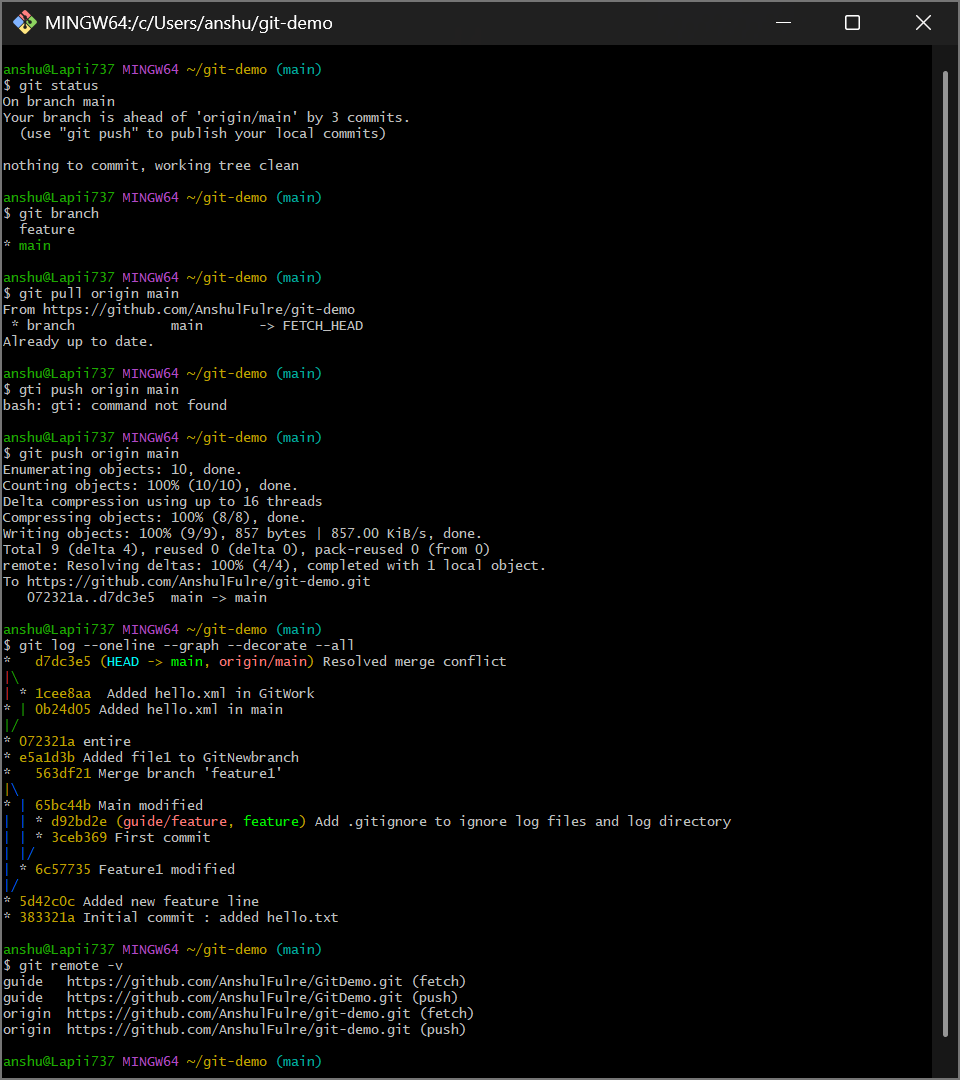 MINGW64:/c/Users/anshu/git-demo
anshu@Lapii737 MINGW64 ~/git-demo (main)
$ git status
On branch main
Your branch is ahead of 'origin/main' by 3 commits.
  (use "git push" to publish your local commits)
nothing to commit, working tree clean
anshu@Lapii737 MINGW64 ~/git-demo (main)
$ git branch
  feature
* main
anshu@Lapii737 MINGW64 ~/git-demo (main)
$ git pull origin main
From https://github.com/AnshulFulre/git-demo
 * branch            main       -> FETCH_HEAD
Already up to date.
anshu@Lapii737 MINGW64 ~/git-demo (main)
$ gti push origin main
bash: gti: command not found
anshu@Lapii737 MINGW64 ~/git-demo (main)
$ git push origin main
Enumerating objects: 10, done.
Counting objects: 100% (10/10), done.
Delta compression using up to 16 threads
Compressing objects: 100% (8/8), done.
Writing objects: 100% (9/9), 857 bytes | 857.00 KiB/s, done.
Total 9 (delta 4), reused 0 (delta 0), pack-reused 0 (from 0)
remote: Resolving deltas: 100% (4/4), completed with 1 local object.
To https://github.com/AnshulFulre/git-demo.git
   072321a..d7dc3e5  main -> main
anshu@Lapii737 MINGW64 ~/git-demo (main)
$ git log --oneline --graph --decorate --all
*   d7dc3e5 (HEAD -> main, origin/main) Resolved merge conflict
|\
| * 1cee8aa  Added hello.xml in GitWork
* | 0b24d05 Added hello.xml in main
|/
* 072321a entire
* e5a1d3b Added file1 to GitNewbranch
*   563df21 Merge branch 'feature1'
|\
* | 65bc44b Main modified
| | * d92bd2e (guide/feature, feature) Add .gitignore to ignore log files and log directory
| | * 3ceb369 First commit
| |/
| * 6c57735 Feature1 modified
|/
* 5d42c0c Added new feature line
* 383321a Initial commit : added hello.txt
anshu@Lapii737 MINGW64 ~/git-demo (main)
$ git remote -v
guide   https://github.com/AnshulFulre/GitDemo.git (fetch)
guide   https://github.com/AnshulFulre/GitDemo.git (push)
origin  https://github.com/AnshulFulre/git-demo.git (fetch)
origin  https://github.com/AnshulFulre/git-demo.git (push)
anshu@Lapii737 MINGW64 ~/git-demo (main)